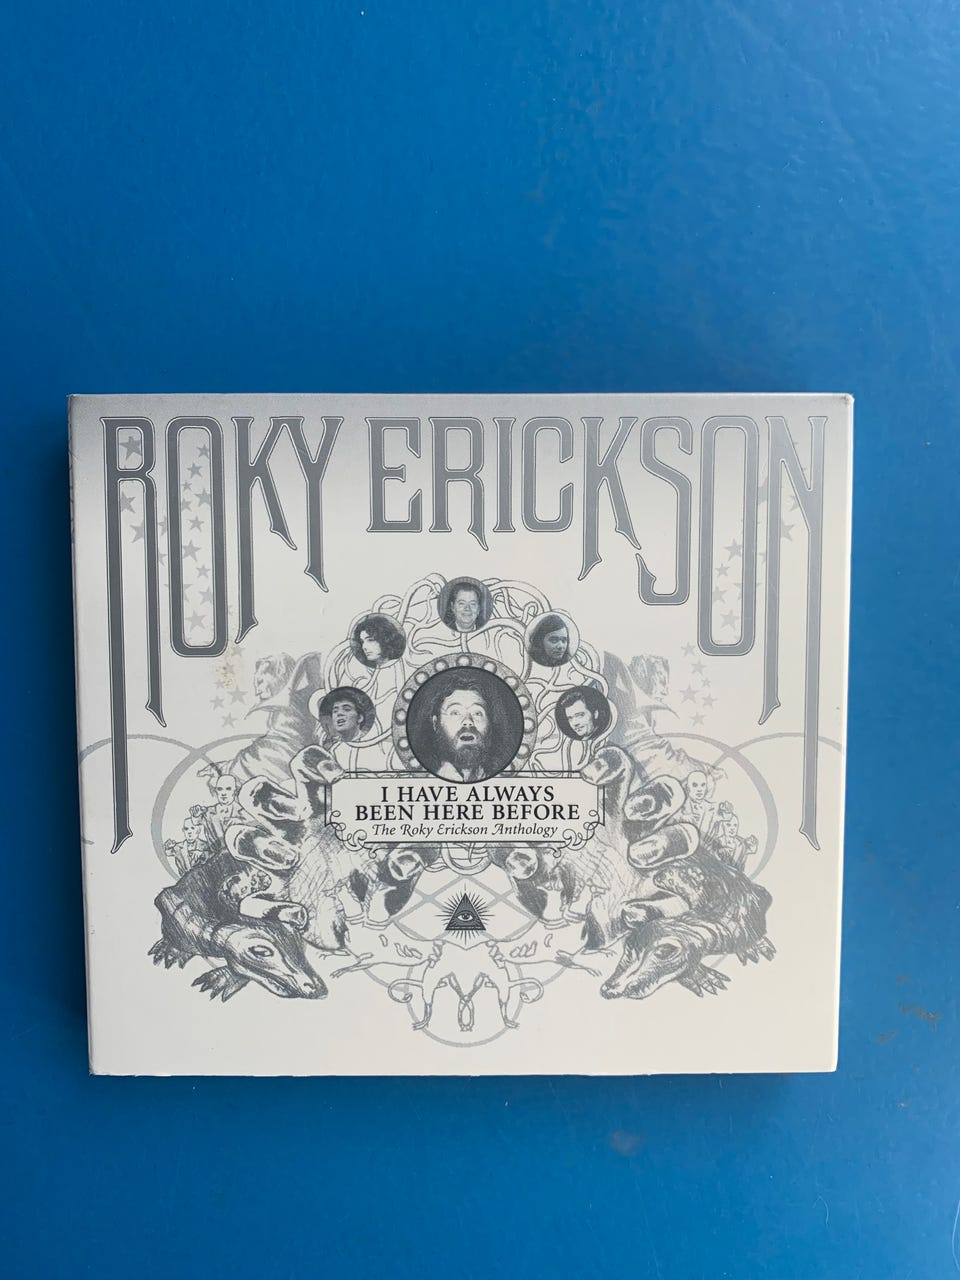 ROKY ERICKSON
I HAVE ALWAYS
BEEN HERE BEFORE
The Roky Erickson Anthology